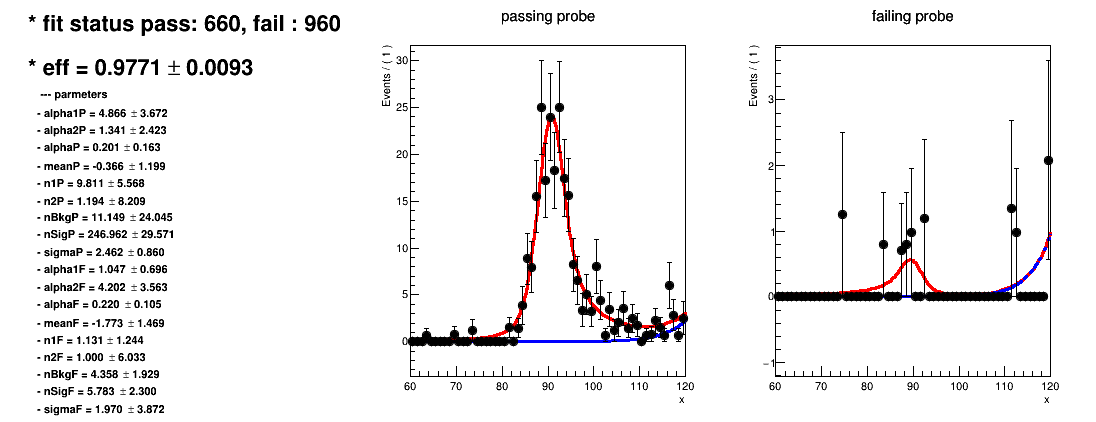 * fit status pass: 660, fail : 960
* eff = 0.9771 ± 0.0093
--- parmeters
- alpha1P = 4.866 ± 3.672
- alpha2P = 1.341 ± 2.423
- alphaP = 0.201 ± 0.163
- meanP = -0.366 ± 1.199
- n1P = 9.811 ± 5.568
- n2P = 1.194 ± 8.209
- nBkgP = 11.149 ± 24.045
- nSigP = 246.962 ± 29.571
- sigmaP = 2.462 ± 0.860
- alpha1F = 1.047 ± 0.696
- alpha2F = 4.202 ± 3.563
- alphaF = 0.220 ± 0.105
- meanF = -1.773 ± 1.469
- n1F = 1.131 ± 1.244
- n2F = 1.000 ± 6.033
- nBkgF = 4.358 ± 1.929
- nSigF = 5.783 ± 2.300
- sigmaF = 1.970 ± 3.872
passing probe
Events / ( 1 )
30
25
20
15
10
5
0
60 70 80 90 100 110 120
x
failing probe
Events / ( 1 )
3
2
1
0
−1
60 70 80 90 100 110 120
x